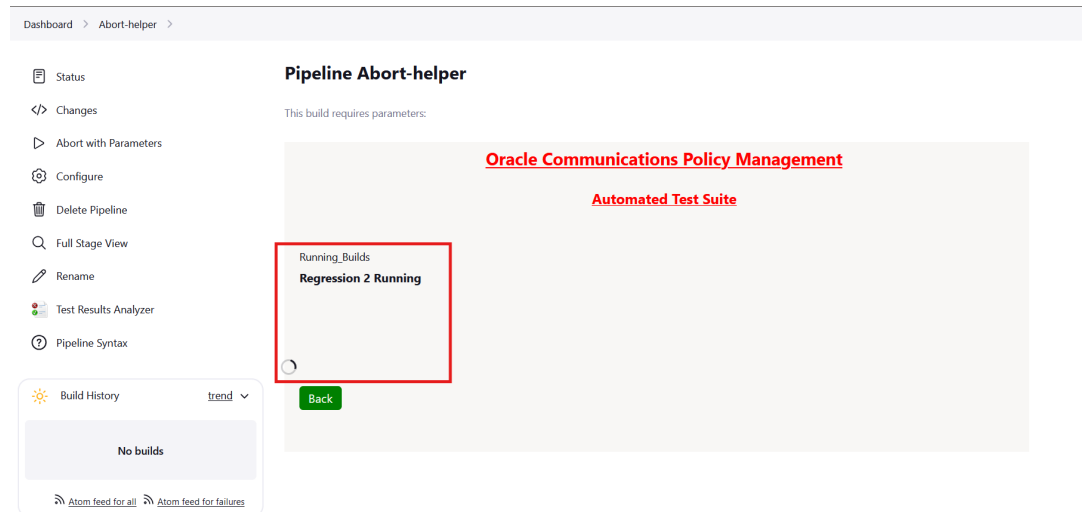 Dashboard > Abort-helper >
Status
Changes
Abort with Parameters
Configure
Delete Pipeline
Full Stage View
Rename
Test Results Analyzer
Pipeline Syntax
Build History trend
No builds
Atom feed for all Atom feed for failures
Pipeline Abort-helper
This build requires parameters:
Oracle Communications Policy Management
Automated Test Suite
Running_Builds
Regression 2 Running
Back